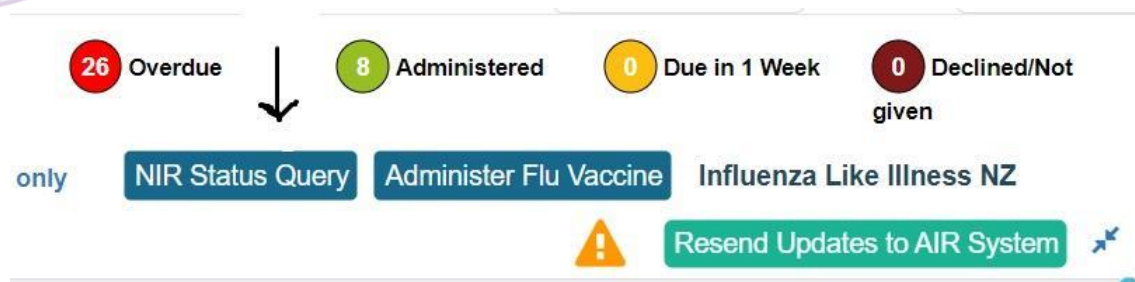 26 Overdue 8 Administered 0 Due in 1 Week 0 Declined/Not
given
only NIR Status Query Administer Flu Vaccine Influenza Like Illness NZ
Resend Updates to AIR System